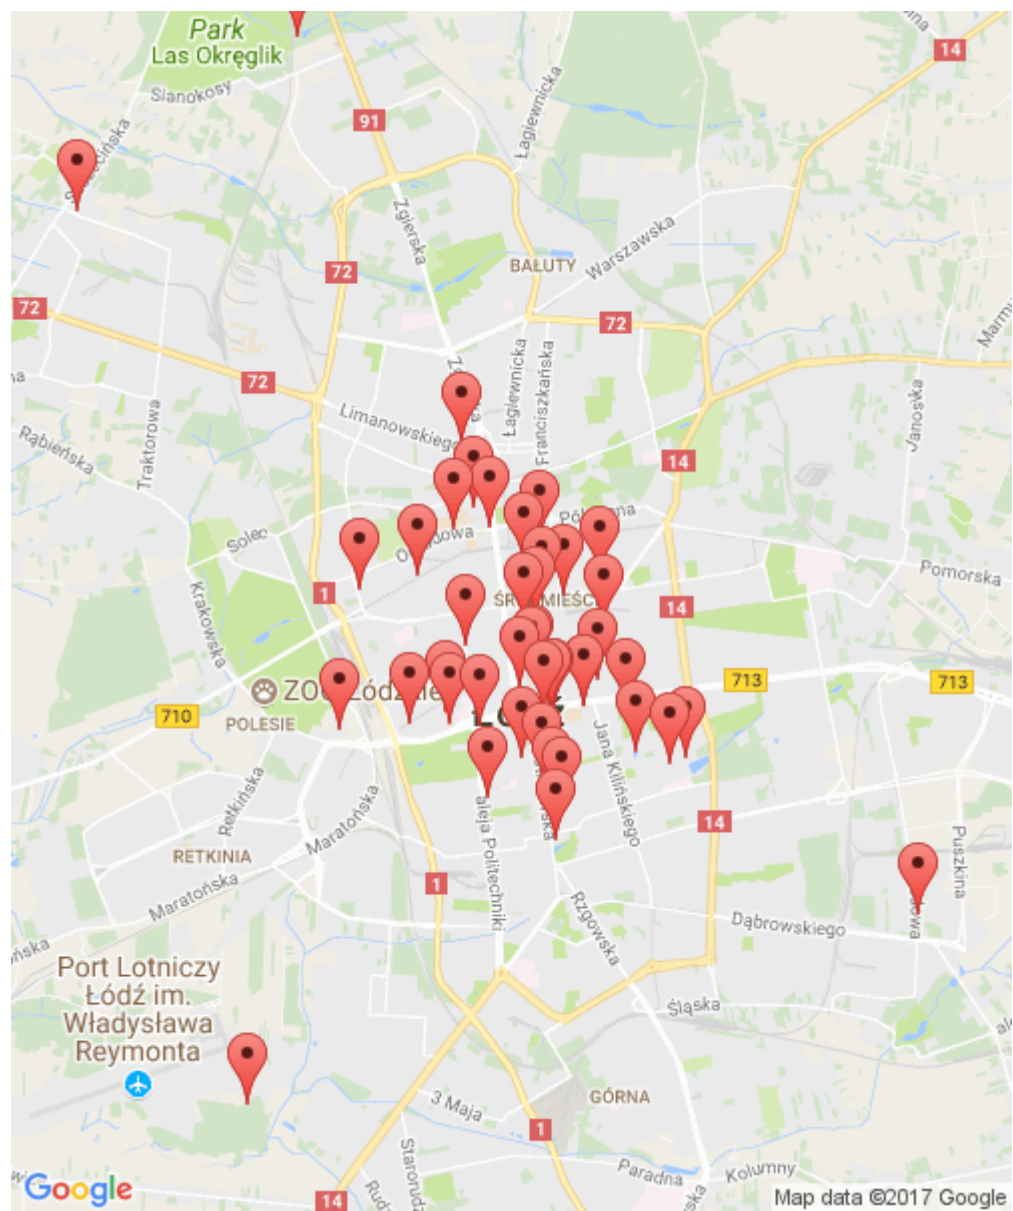 Park
Las Okręglik
14
Sianokosy
91
Łagiewnicka
Zgierska
Warszawska
BAŁUTY
72
72
72
72
Łagiewnicka
Franciszkańska
Limanowskiego
Janosika
Traktorowa
Rąbieńska
14
Solec
Pomorska
Krakowska
1
14
713
713
710
POLESIE
Jana Kilińskiego
Retkińska
Maratońska
aleja Politechniki
14
RETKINIA
Puszkina
1
Maratońska
Rzgowska
Dąbrowskiego
Port Lotniczy
Łódź im.
Władysława
Reymonta
Śląska
3 Maja
GÓRNA
1
Paradna
Kolumny
14
Google
Map data ©2017 Google